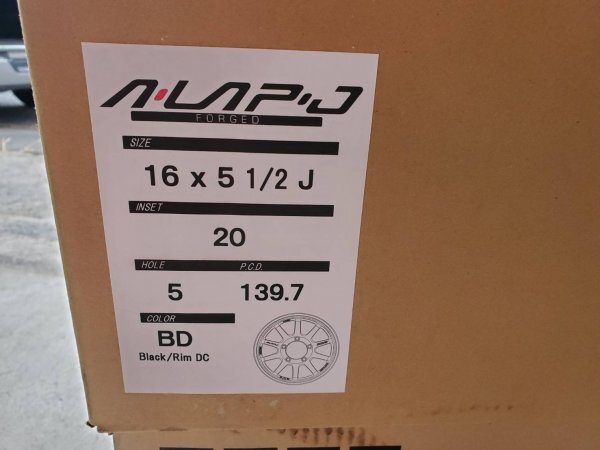 A·LAP·J
FORGED
SIZE
16 x 5 1/2 J
INSET
20
HOLE P.C.D.
5 139.7
COLOR
BD
Black/Rim DC